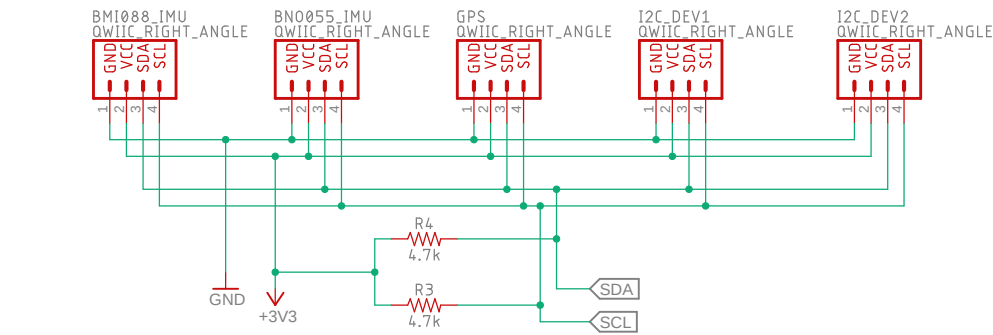 BMI088_IMU
QWIIC_RIGHT_ANGLE
GND VCC SDA SCL
1 2 3 4
BNO055_IMU
QWIIC_RIGHT_ANGLE
GND VCC SDA SCL
1 2 3 4
GPS
QWIIC_RIGHT_ANGLE
GND VCC SDA SCL
1 2 3 4
I2C_DEV1
QWIIC_RIGHT_ANGLE
GND VCC SDA SCL
1 2 3 4
I2C_DEV2
QWIIC_RIGHT_ANGLE
GND VCC SDA SCL
1 2 3 4
R4
4.7k
R3
4.7k
GND
+3V3
SDA
SCL